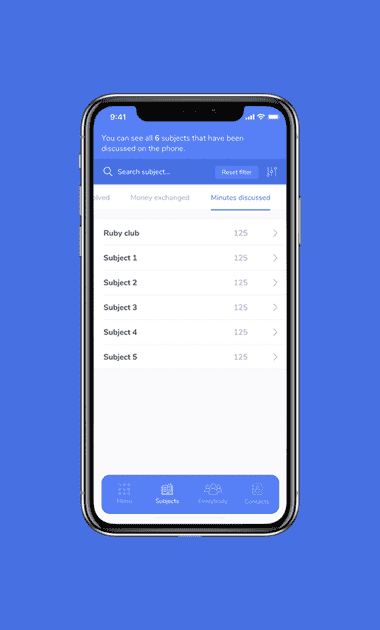 9:41
You can see all 6 subjects that have been
discussed on the phone.
Search subject...
Reset filter
olved
Money exchanged
Minutes discussed
Ruby club
125
Subject 1
125
Subject 2
125
Subject 3
125
Subject 4
125
Subject 5
125
Menu
Subjects
Contacts